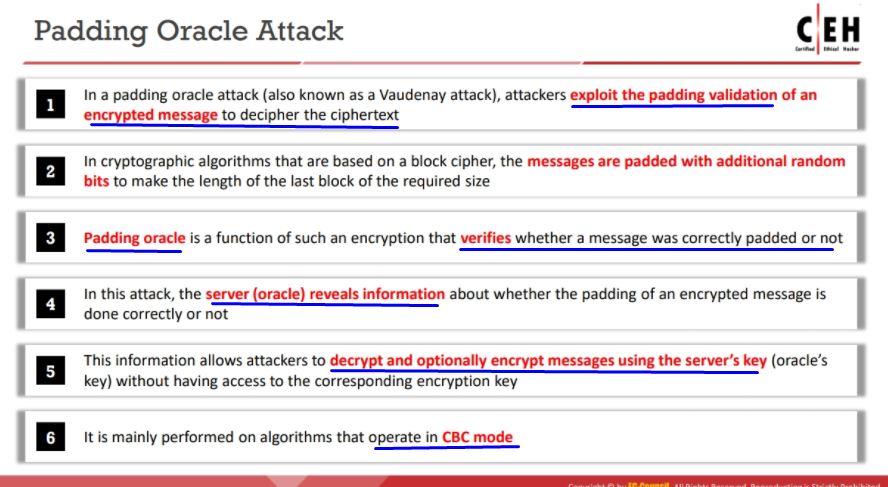 Padding Oracle Attack
C EH
Certified Ethical Hacker
1
In a padding oracle attack (also known as a Vaudenay attack), attackers exploit the padding validation of an
encrypted message to decipher the ciphertext
2
In cryptographic algorithms that are based on a block cipher, the messages are padded with additional random
bits to make the length of the last block of the required size
3
Padding oracle is a function of such an encryption that verifies whether a message was correctly padded or not
4
In this attack, the server (oracle) reveals information about whether the padding of an encrypted message is
done correctly or not
5
This information allows attackers to decrypt and optionally encrypt messages using the server's key (oracle's
key) without having access to the corresponding encryption key
6
It is mainly performed on algorithms that operate in CBC mode
Copyright © by EC-Council. All Rights Reserved. Reproduction is Strictly Prohibited